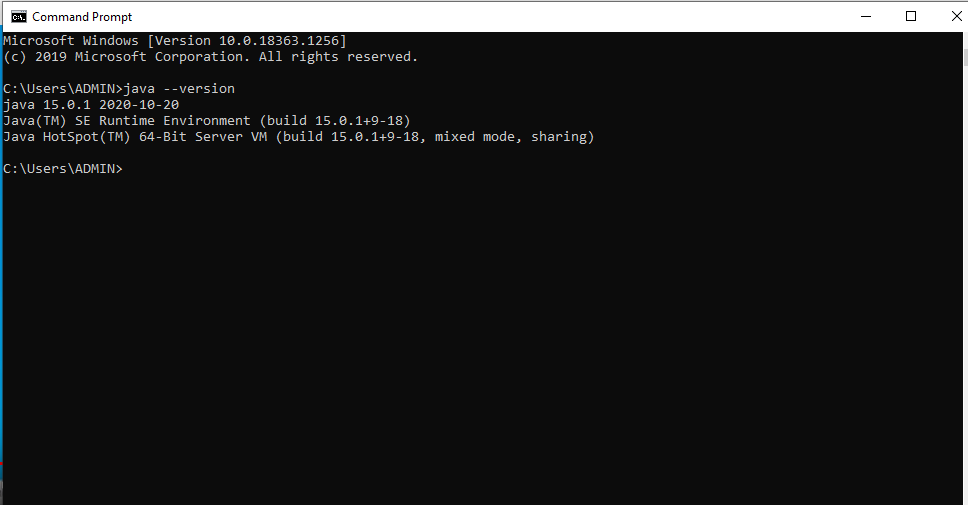 Command Prompt
Microsoft Windows [Version 10.0.18363.1256]
(c) 2019 Microsoft Corporation. All rights reserved.
C:\Users\ADMIN>java --version
java 15.0.1 2020-10-20
Java(TM) SE Runtime Environment (build 15.0.1+9-18)
Java HotSpot(TM) 64-Bit Server VM (build 15.0.1+9-18, mixed mode, sharing)
C:\Users\ADMIN>